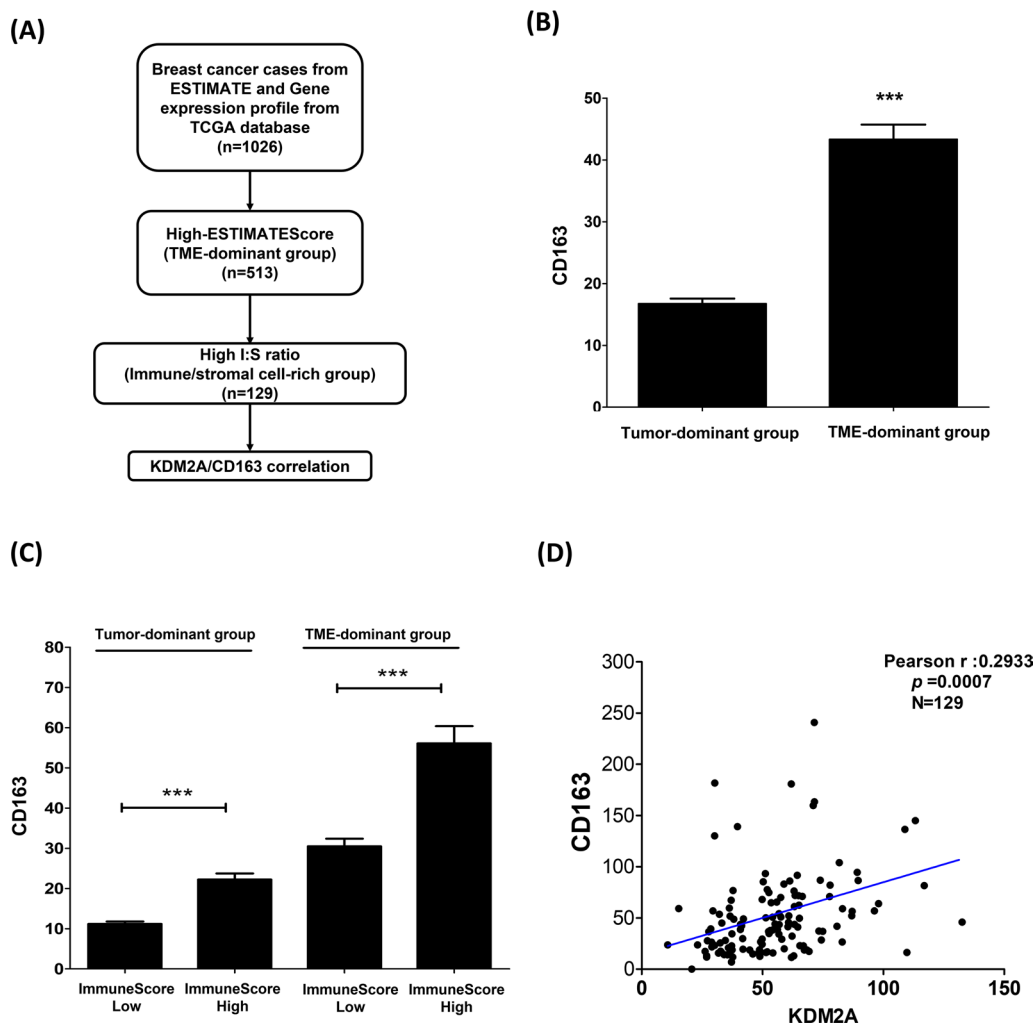 (A)
Breast cancer cases from
ESTIMATE and Gene
expression profile from
TCGA database
(n=1026)
High-ESTIMATEScore
(TME-dominant group)
(n=513)
High I:S ratio
(Immune/stromal cell-rich group)
(n=129)
KDM2A/CD163 correlation
(B)
***
50
40
30
20
10
0
CD163
Tumor-dominant group
TME-dominant group
(C)
Tumor-dominant group
TME-dominant group
80
70
60
50
40
30
20
10
0
CD163
***
***
ImmuneScore
Low
ImmuneScore
High
ImmuneScore
Low
ImmuneScore
High
(D)
Pearson r :0.2933
p =0.0007
N=129
300
250
200
150
100
50
0
CD163
0
50
100
150
KDM2A